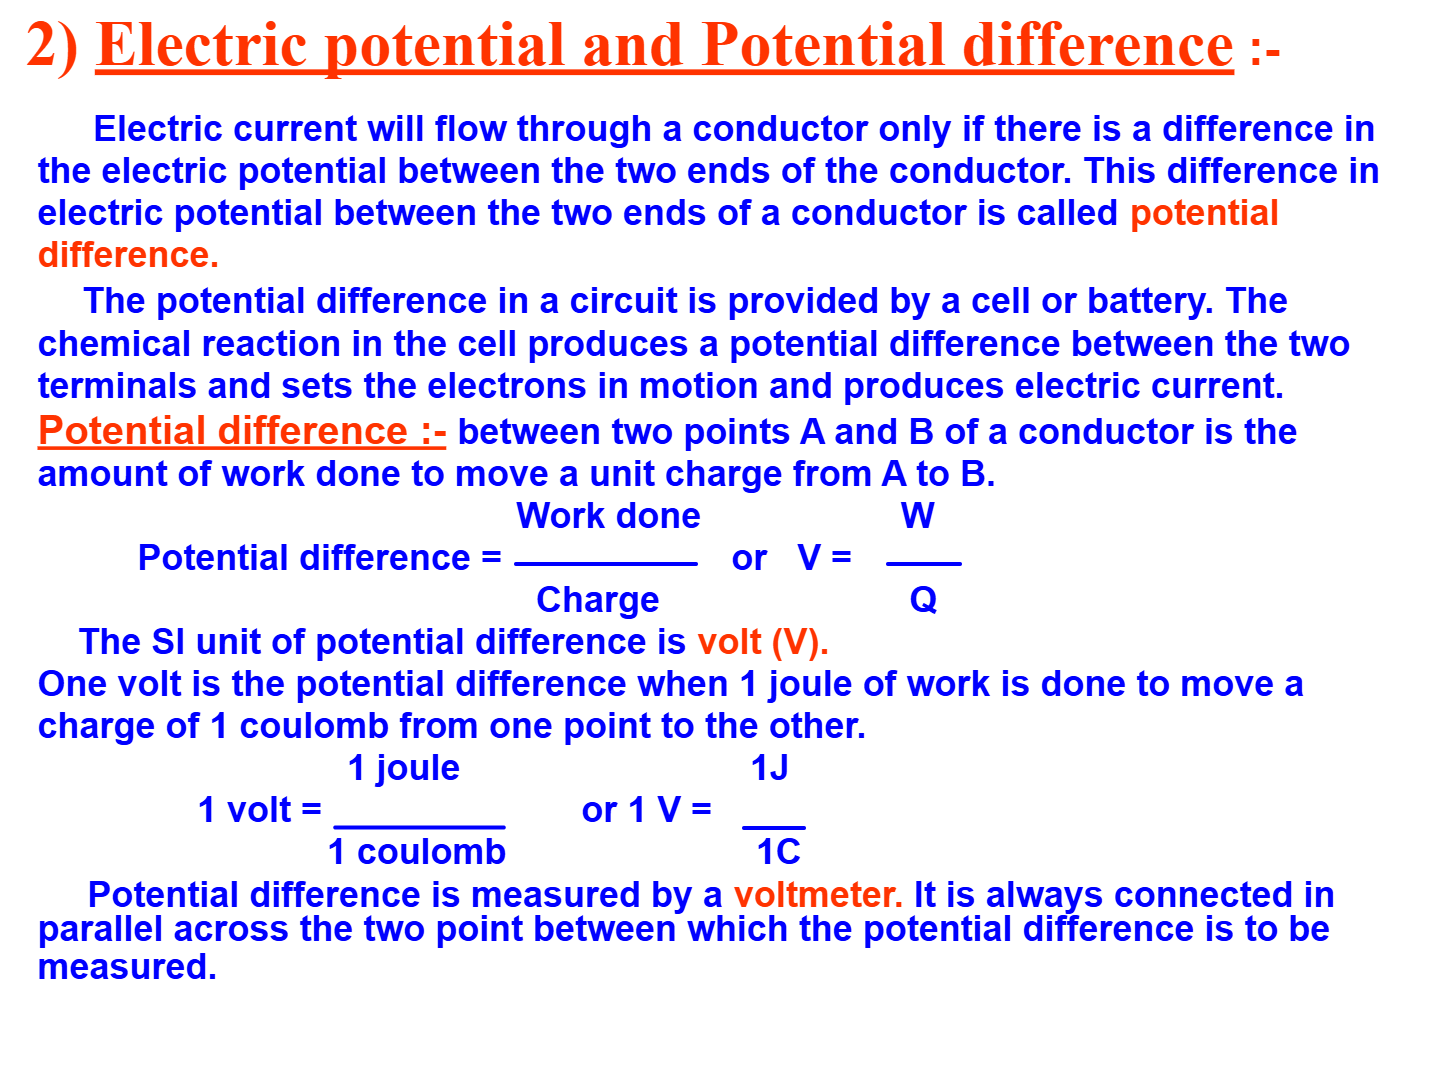 2) Electric potential and Potential difference :-
Electric current will flow through a conductor only if there is a difference in
the electric potential between the two ends of the conductor. This difference in
electric potential between the two ends of a conductor is called potential
difference.
The potential difference in a circuit is provided by a cell or battery. The
chemical reaction in the cell produces a potential difference between the two
terminals and sets the electrons in motion and produces electric current.
Potential difference :- between two points A and B of a conductor is the
amount of work done to move a unit charge from A to B.
Work done W
Potential difference = or V =
Charge Q
The SI unit of potential difference is volt (V).
One volt is the potential difference when 1 joule of work is done to move a
charge of 1 coulomb from one point to the other.
1 joule 1J
1 volt = or 1 V =
1 coulomb 1C
Potential difference is measured by a voltmeter. It is always connected in
parallel across the two point between which the potential difference is to be
measured.